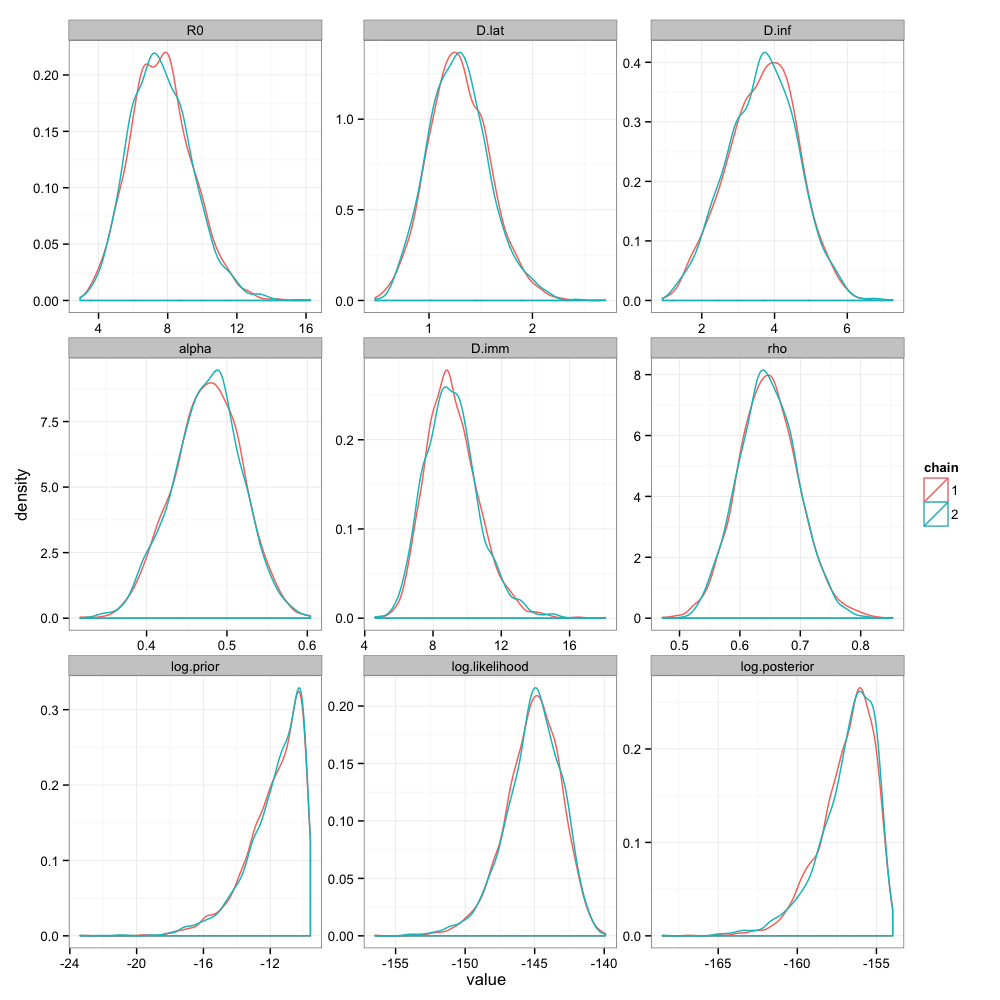 R0 D.lat D.inf
0.20 0.15 0.10 0.05 0.00
1.0 0.5 0.0
0.4 0.3 0.2 0.1 0.0
4 8 12 16 1 2 2 4 6
alpha D.imm rho
7.5 5.0 2.5 0.0
0.2 0.1 0.0
8 6 4 2 0
0.4 0.5 0.6 4 8 12 16 0.5 0.6 0.7 0.8
log.prior log.likelihood log.posterior
0.3 0.2 0.1 0.0
0.20 0.15 0.10 0.05 0.00
0.2 0.1 0.0
-24 -20 -16 -12 -155 -150 -145 -140 -165 -160 -155
density
value
chain
1
2